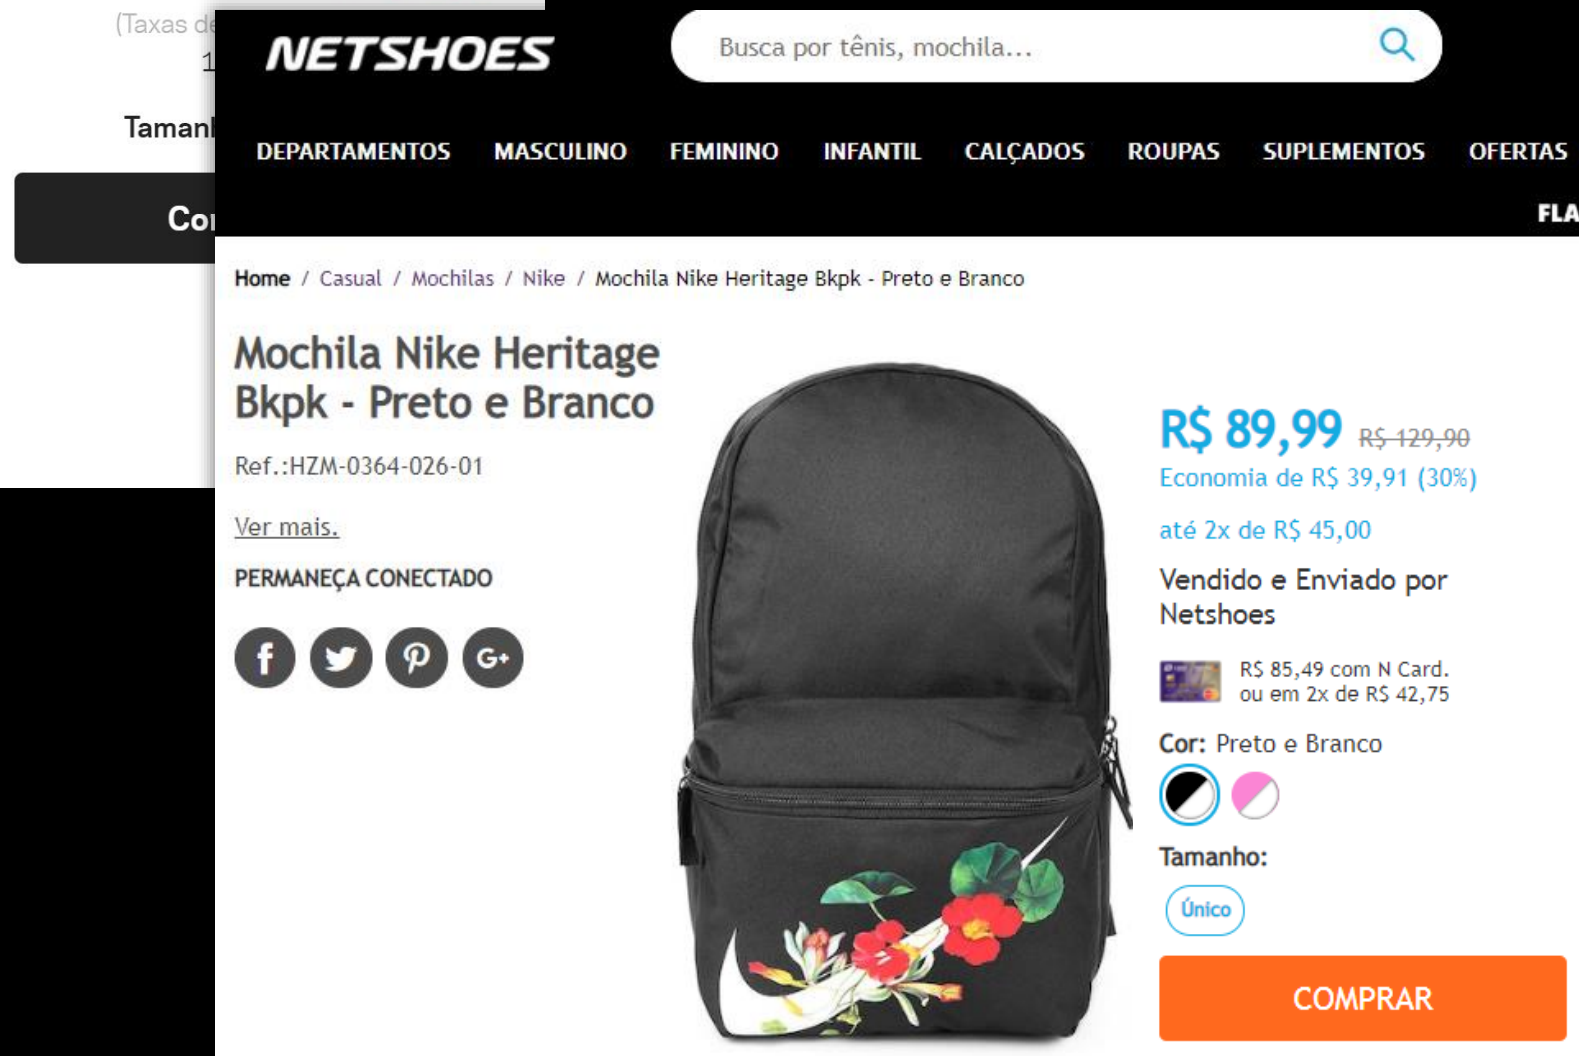 (Taxas de
1
Taman
Co
NETSHOES
Busca por tênis, mochila...
DEPARTAMENTOS MASCULINO FEMININO INFANTIL CALÇADOS ROUPAS SUPLEMENTOS OFERTAS
FLA
Home / Casual / Mochilas / Nike / Mochila Nike Heritage Bkpk - Preto e Branco
Mochila Nike Heritage
Bkpk - Preto e Branco
Ref.:HZM-0364-026-01
Ver mais.
PERMANEÇA CONECTADO
f
G+
R$ 89,99 R$ 129,90
Economia de R$ 39,91 (30%)
até 2x de R$ 45,00
Vendido e Enviado por
Netshoes
R$ 85,49 com N Card.
ou em 2x de R$ 42,75
Cor: Preto e Branco
Tamanho:
Único
COMPRAR